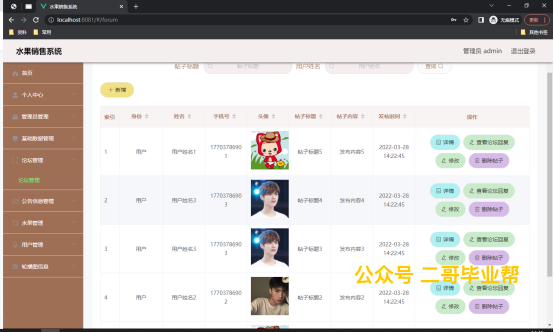 水果销售系统
localhost:8081/#/forum
无痕模式
更新
资料
常用
其他书签
水果销售系统
管理员 admin
退出登录
首页
个人中心
管理员管理
基础数据管理
论坛管理
论坛管理
公告信息管理
水果管理
用户管理
轮播图信息
帖子标题
帖子标题
用户姓名
用户姓名
查询
+ 新增
索引 身份 姓名 手机号 头像 帖子标题 帖子内容 发帖时间 操作
1 用户 用户姓名1 17703786901 帖子标题5 发布内容5 2022-03-28 14:22:45
详情 查看论坛回复
修改 删除帖子
2 用户 用户姓名3 17703786903 帖子标题4 发布内容4 2022-03-28 14:22:45
详情 查看论坛回复
修改 删除帖子
3 用户 用户姓名3 17703786903 帖子标题3 发布内容3 2022-03-28 14:22:45
详情 查看论坛回复
修改 删除帖子
4 用户 用户姓名2 17703786902 帖子标题2 发布内容2 2022-03-28 14:22:45
详情 查看论坛回复
修改 删除帖子
公众号 二哥毕业帮